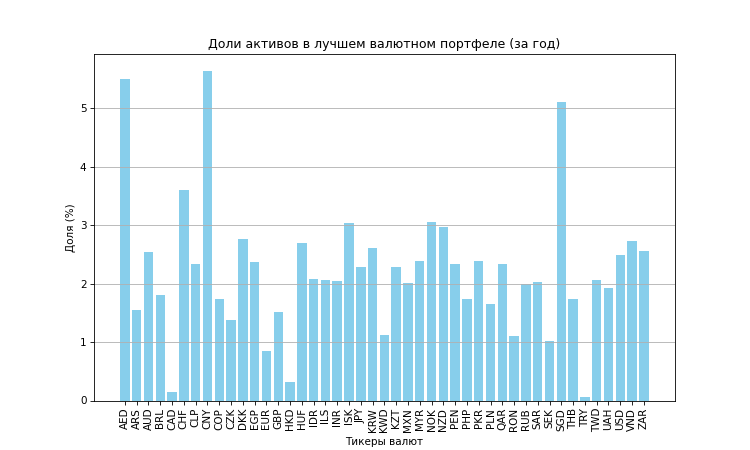 Доли активов в лучшем валютном портфеле (за год)
Доля (%)
5
4
3
2
1
0
AED ARS AUD BRL CAD CHF CLP CNY COP CZK DKK EGP EUR GBP HKD HUF IDR ILS INR ISK JPY KRW KWD KZT MXN MYR NOK NZD PEN PHP PKR PLN QAR RON RUB SAR SEK SGD THB TRY TWD UAH USD VND ZAR
Тикеры валют